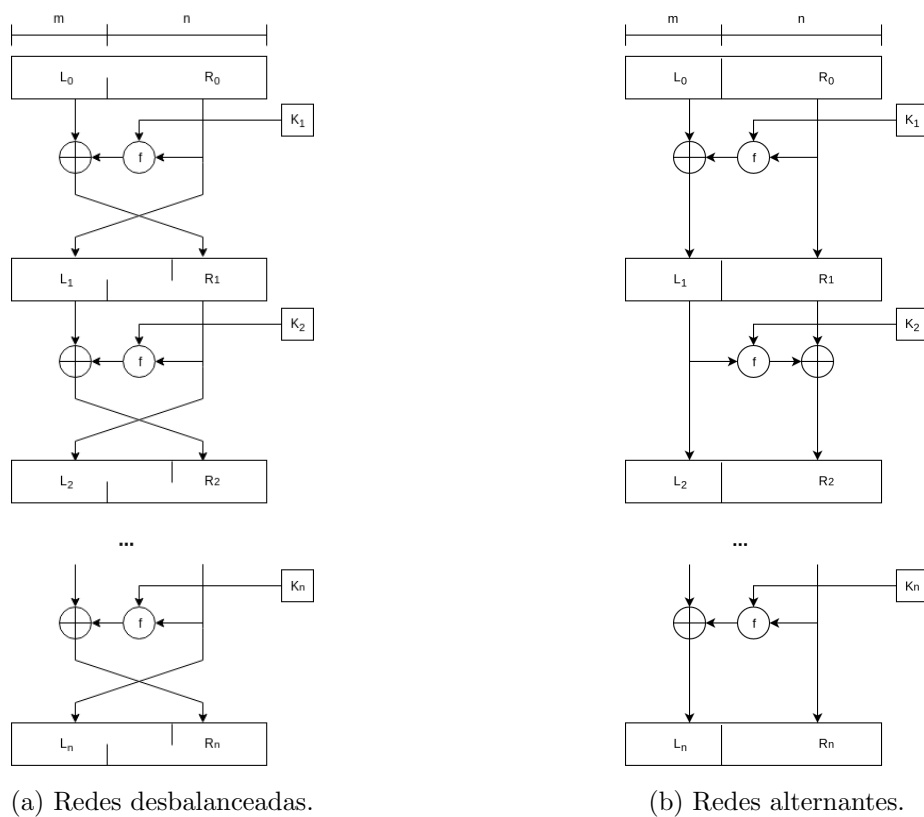 m n
L₀ R₀
K₁
f
L₁ R₁
K₂
f
L₂ R₂
...
Kn
f
Lₙ Rn
(a) Redes desbalanceadas.
m n
L₀ R₀
K₁
f
L₁ R₁
K₂
f
L₂ R₂
...
Kn
f
Lₙ Rn
(b) Redes alternantes.